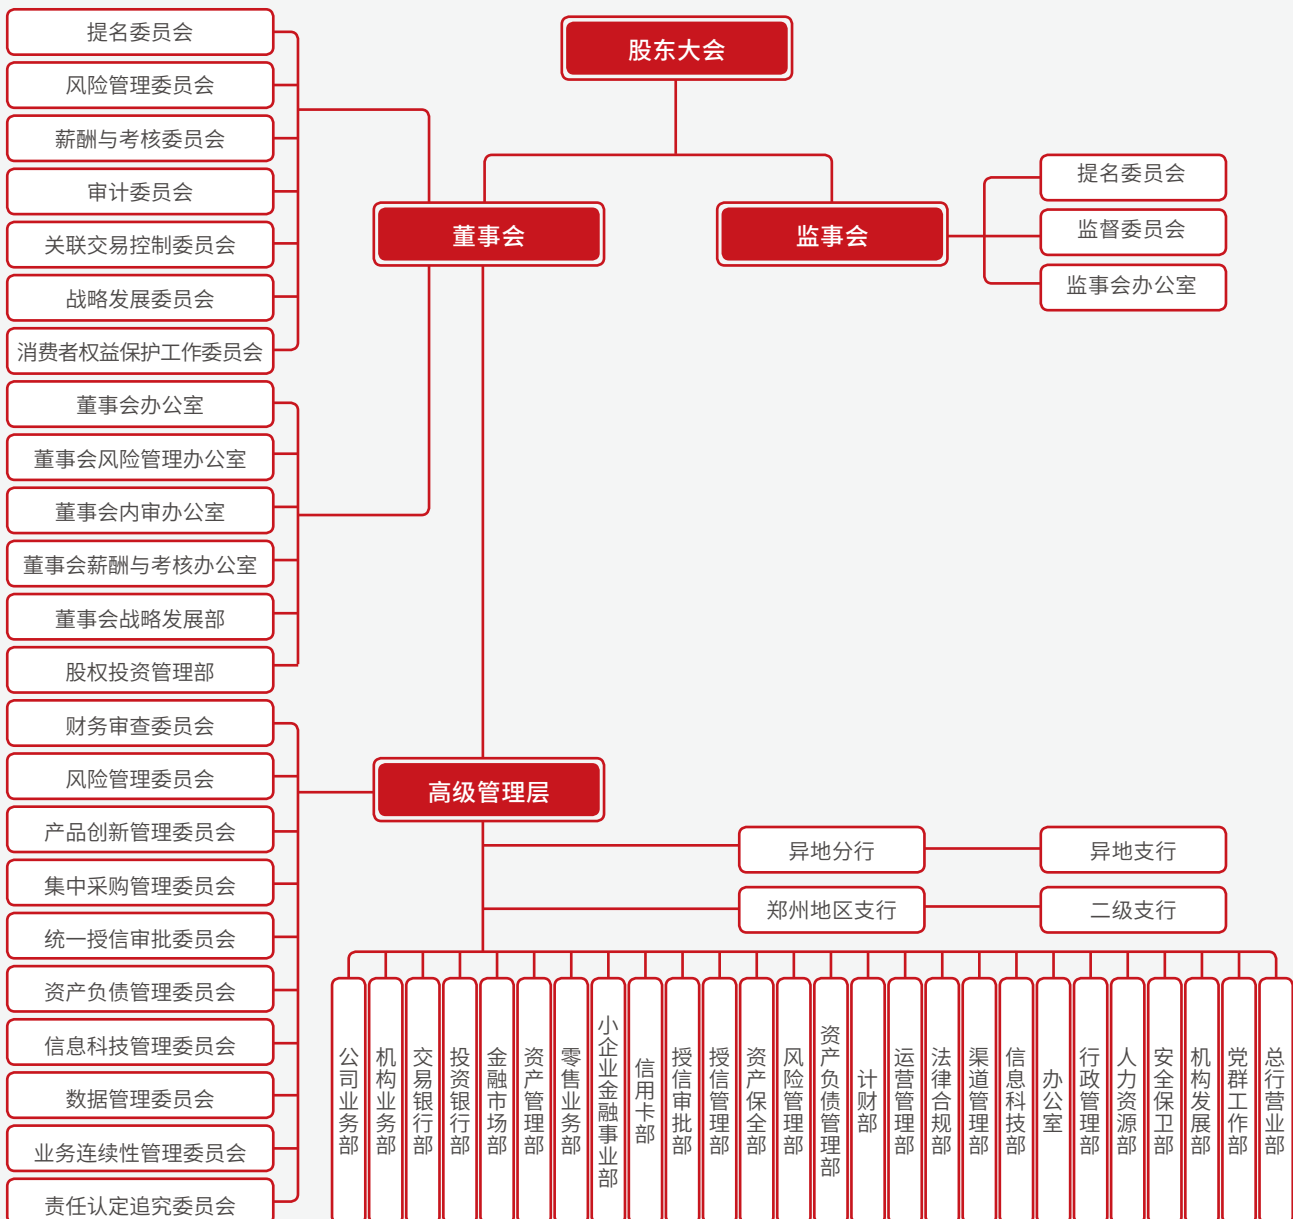 股东大会
董事会
监事会
提名委员会
监督委员会
监事会办公室
提名委员会
风险管理委员会
薪酬与考核委员会
审计委员会
关联交易控制委员会
战略发展委员会
消费者权益保护工作委员会
董事会办公室
董事会风险管理办公室
董事会内审办公室
董事会薪酬与考核办公室
董事会战略发展部
股权投资管理部
高级管理层
财务审查委员会
风险管理委员会
产品创新管理委员会
集中采购管理委员会
统一授信审批委员会
资产负债管理委员会
信息科技管理委员会
数据管理委员会
业务连续性管理委员会
责任认定追究委员会
异地分行
异地支行
郑州地区支行
二级支行
公司业务部
机构业务部
交易银行部
投资银行部
金融市场部
资产管理部
零售业务部
小企业金融事业部
信用卡部
授信审批部
授信管理部
资产保全部
风险管理部
资产负债管理部
计财部
运营管理部
法律合规部
渠道管理部
信息科技部
办公室
行政管理部
人力资源部
安全保卫部
机构发展部
党群工作部
总行营业部